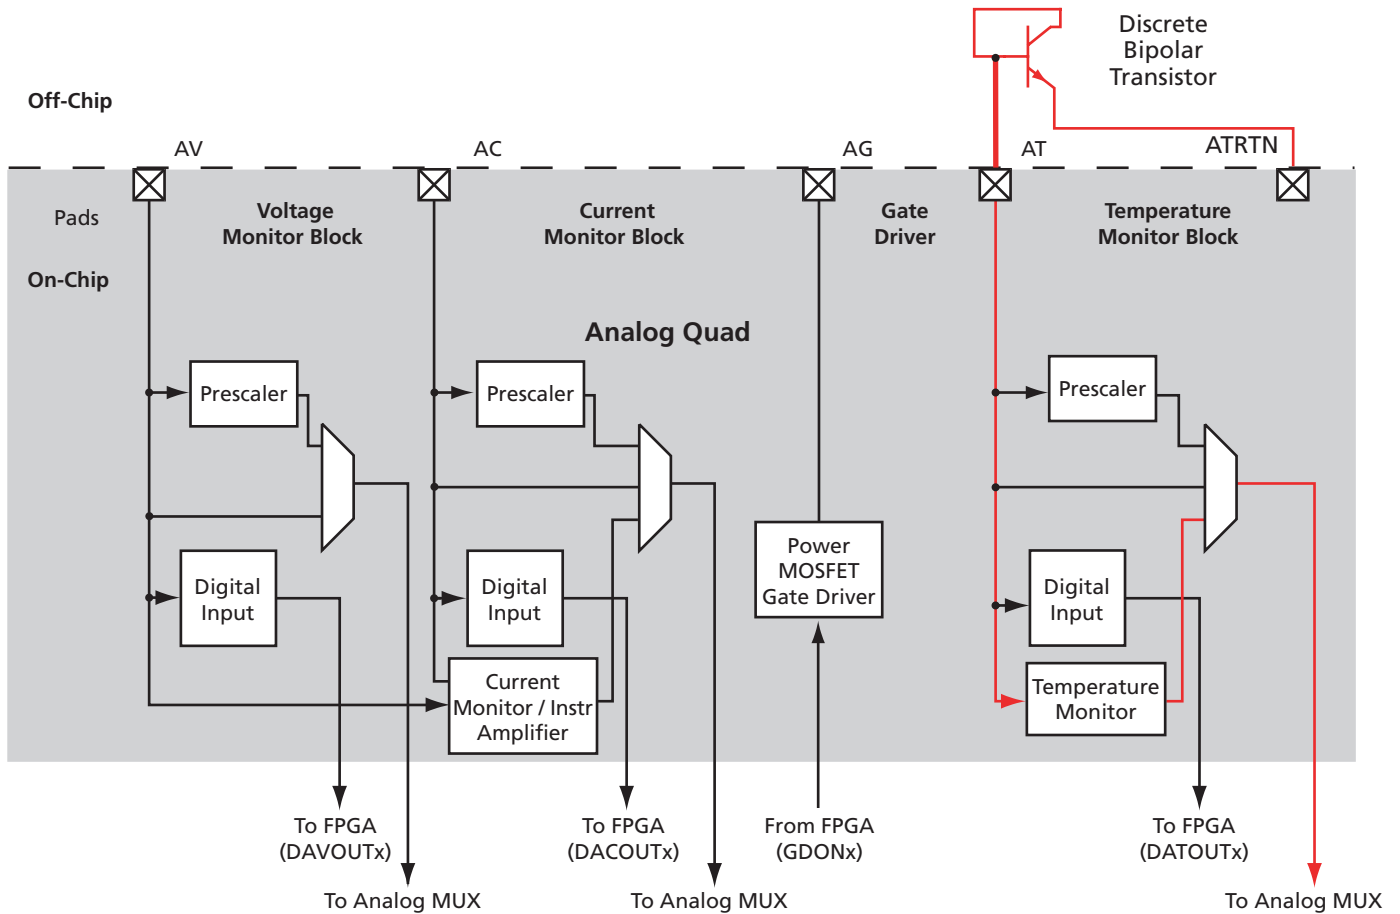 Discrete
Bipolar
Transistor
Off-Chip
AV
AC
AG
AT
ATRTN
Pads
Voltage
Monitor Block
Current
Monitor Block
Gate
Driver
Temperature
Monitor Block
On-Chip
Analog Quad
Prescaler
Prescaler
Prescaler
Digital
Input
Digital
Input
Power
MOSFET
Gate Driver
Digital
Input
Current
Monitor / Instr
Amplifier
Temperature
Monitor
To FPGA
(DAVOUTx)
To FPGA
(DACOUTx)
From FPGA
(GDONx)
To FPGA
(DATOUTx)
To Analog MUX
To Analog MUX
To Analog MUX